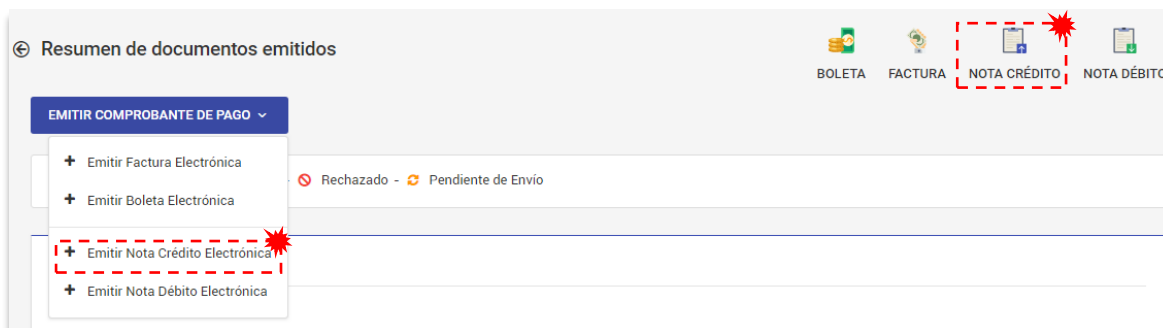 Resumen de documentos emitidos
BOLETA FACTURA NOTA CRÉDITO NOTA DÉBITO
EMITIR COMPROBANTE DE PAGO
Emitir Factura Electrónica
- Rechazado - Pendiente de Envío
Emitir Boleta Electrónica
Emitir Nota Crédito Electrónica
Emitir Nota Débito Electrónica